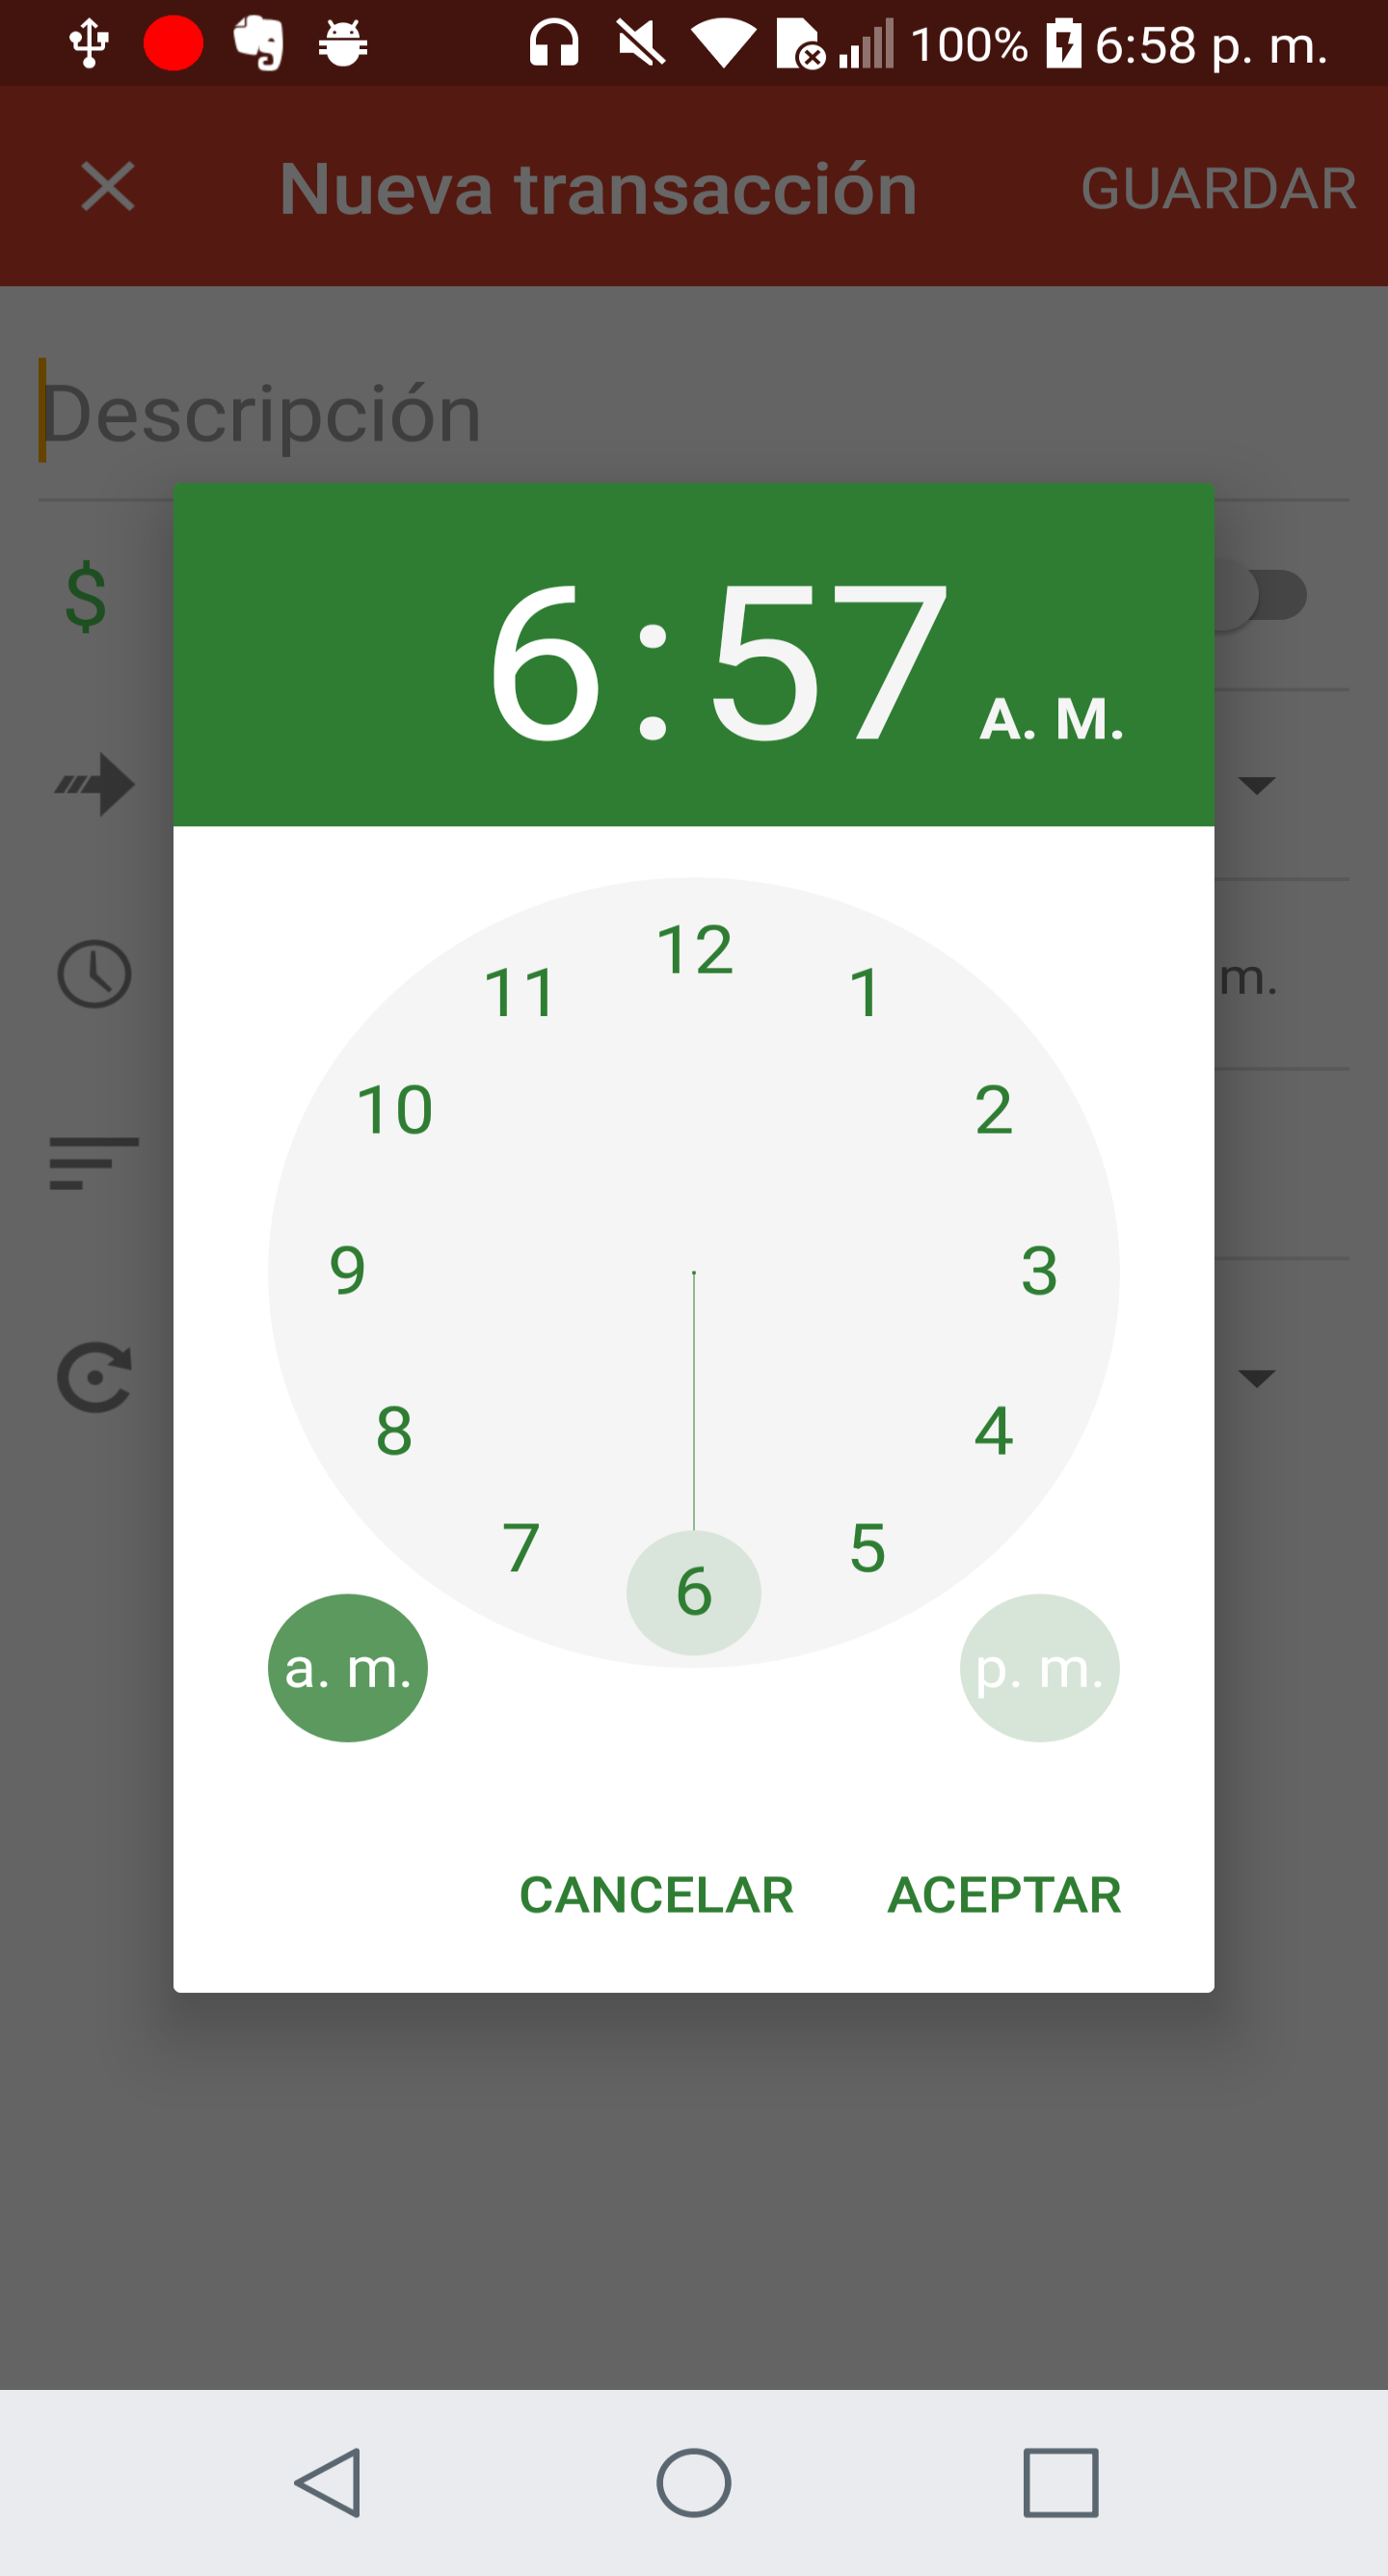 100% 6:58 p. m.
Nueva transacción GUARDAR
Descripción
$
6:57 A. M.
12
11 1
10 2
9 3
m.
8 4
7 5
6
a. m. p. m.
CANCELAR ACEPTAR